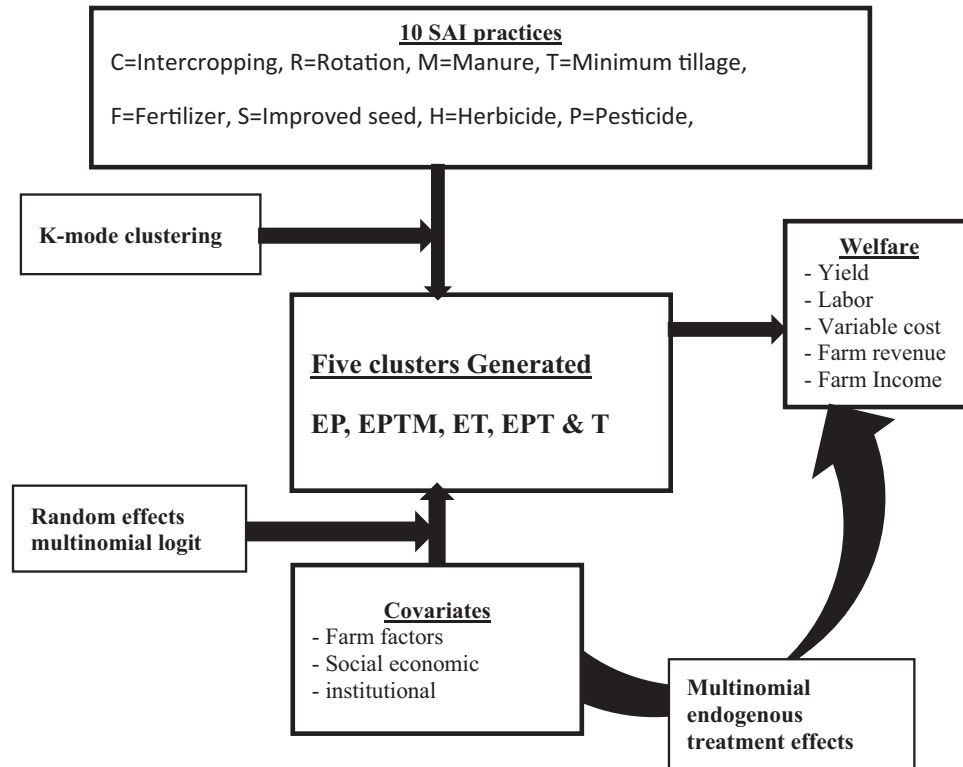 10 SAI practices
C=Intercropping, R=Rotation, M=Manure, T=Minimum tillage,
F=Fertilizer, S=Improved seed, H=Herbicide, P=Pesticide,
K-mode clustering
Welfare
- Yield
- Labor
- Variable cost
- Farm revenue
- Farm Income
Five clusters Generated
EP, EPTM, ET, EPT & T
Random effects
multinomial logit
Covariates
- Farm factors
- Social economic
- institutional
Multinomial
endogenous
treatment effects